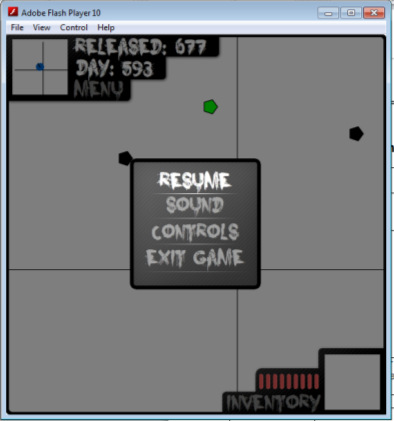 Adobe Flash Player 10
File View Control Help
RELEASED: 677
DAY: 593
MENU
RESUME
SOUND
CONTROLS
EXIT GAME
INVENTORY